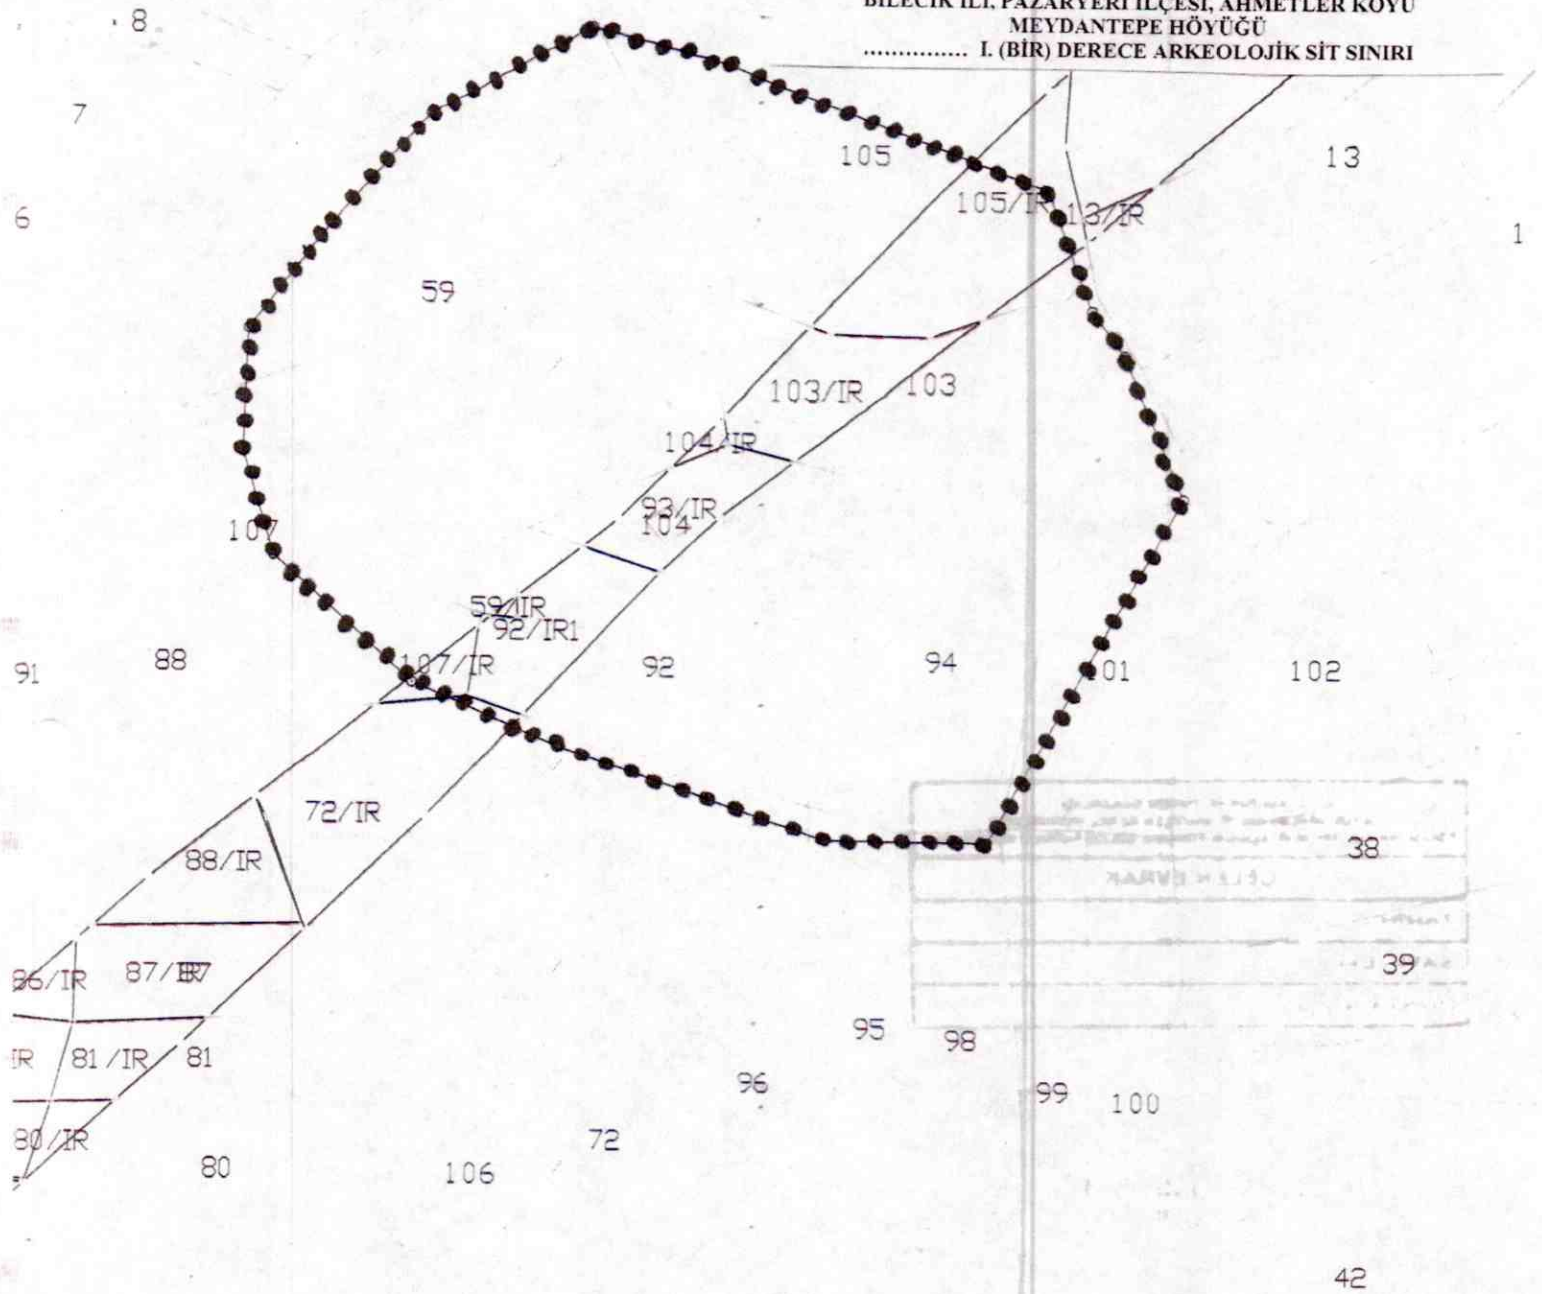 BİLECİK İLİ, PAZARYERİ İLÇESİ, AHMETLER KÖYÜ
MEYDANTEPE HÖYÜĞÜ
................ I. (BİR) DERECE ARKEOLOJİK SİT SINIRI
8
7
105
13
6
105/IR
13/IR
1
59
103/IR
103
104/IR
93/IR
104
107
59/IR
92/IR1
91
88
107/IR
92
94
101
102
72/IR
88/IR
38
86/IR
87/IR
87
39
95
98
IR
81/IR
81
96
99
100
80/IR
72
80
106
42